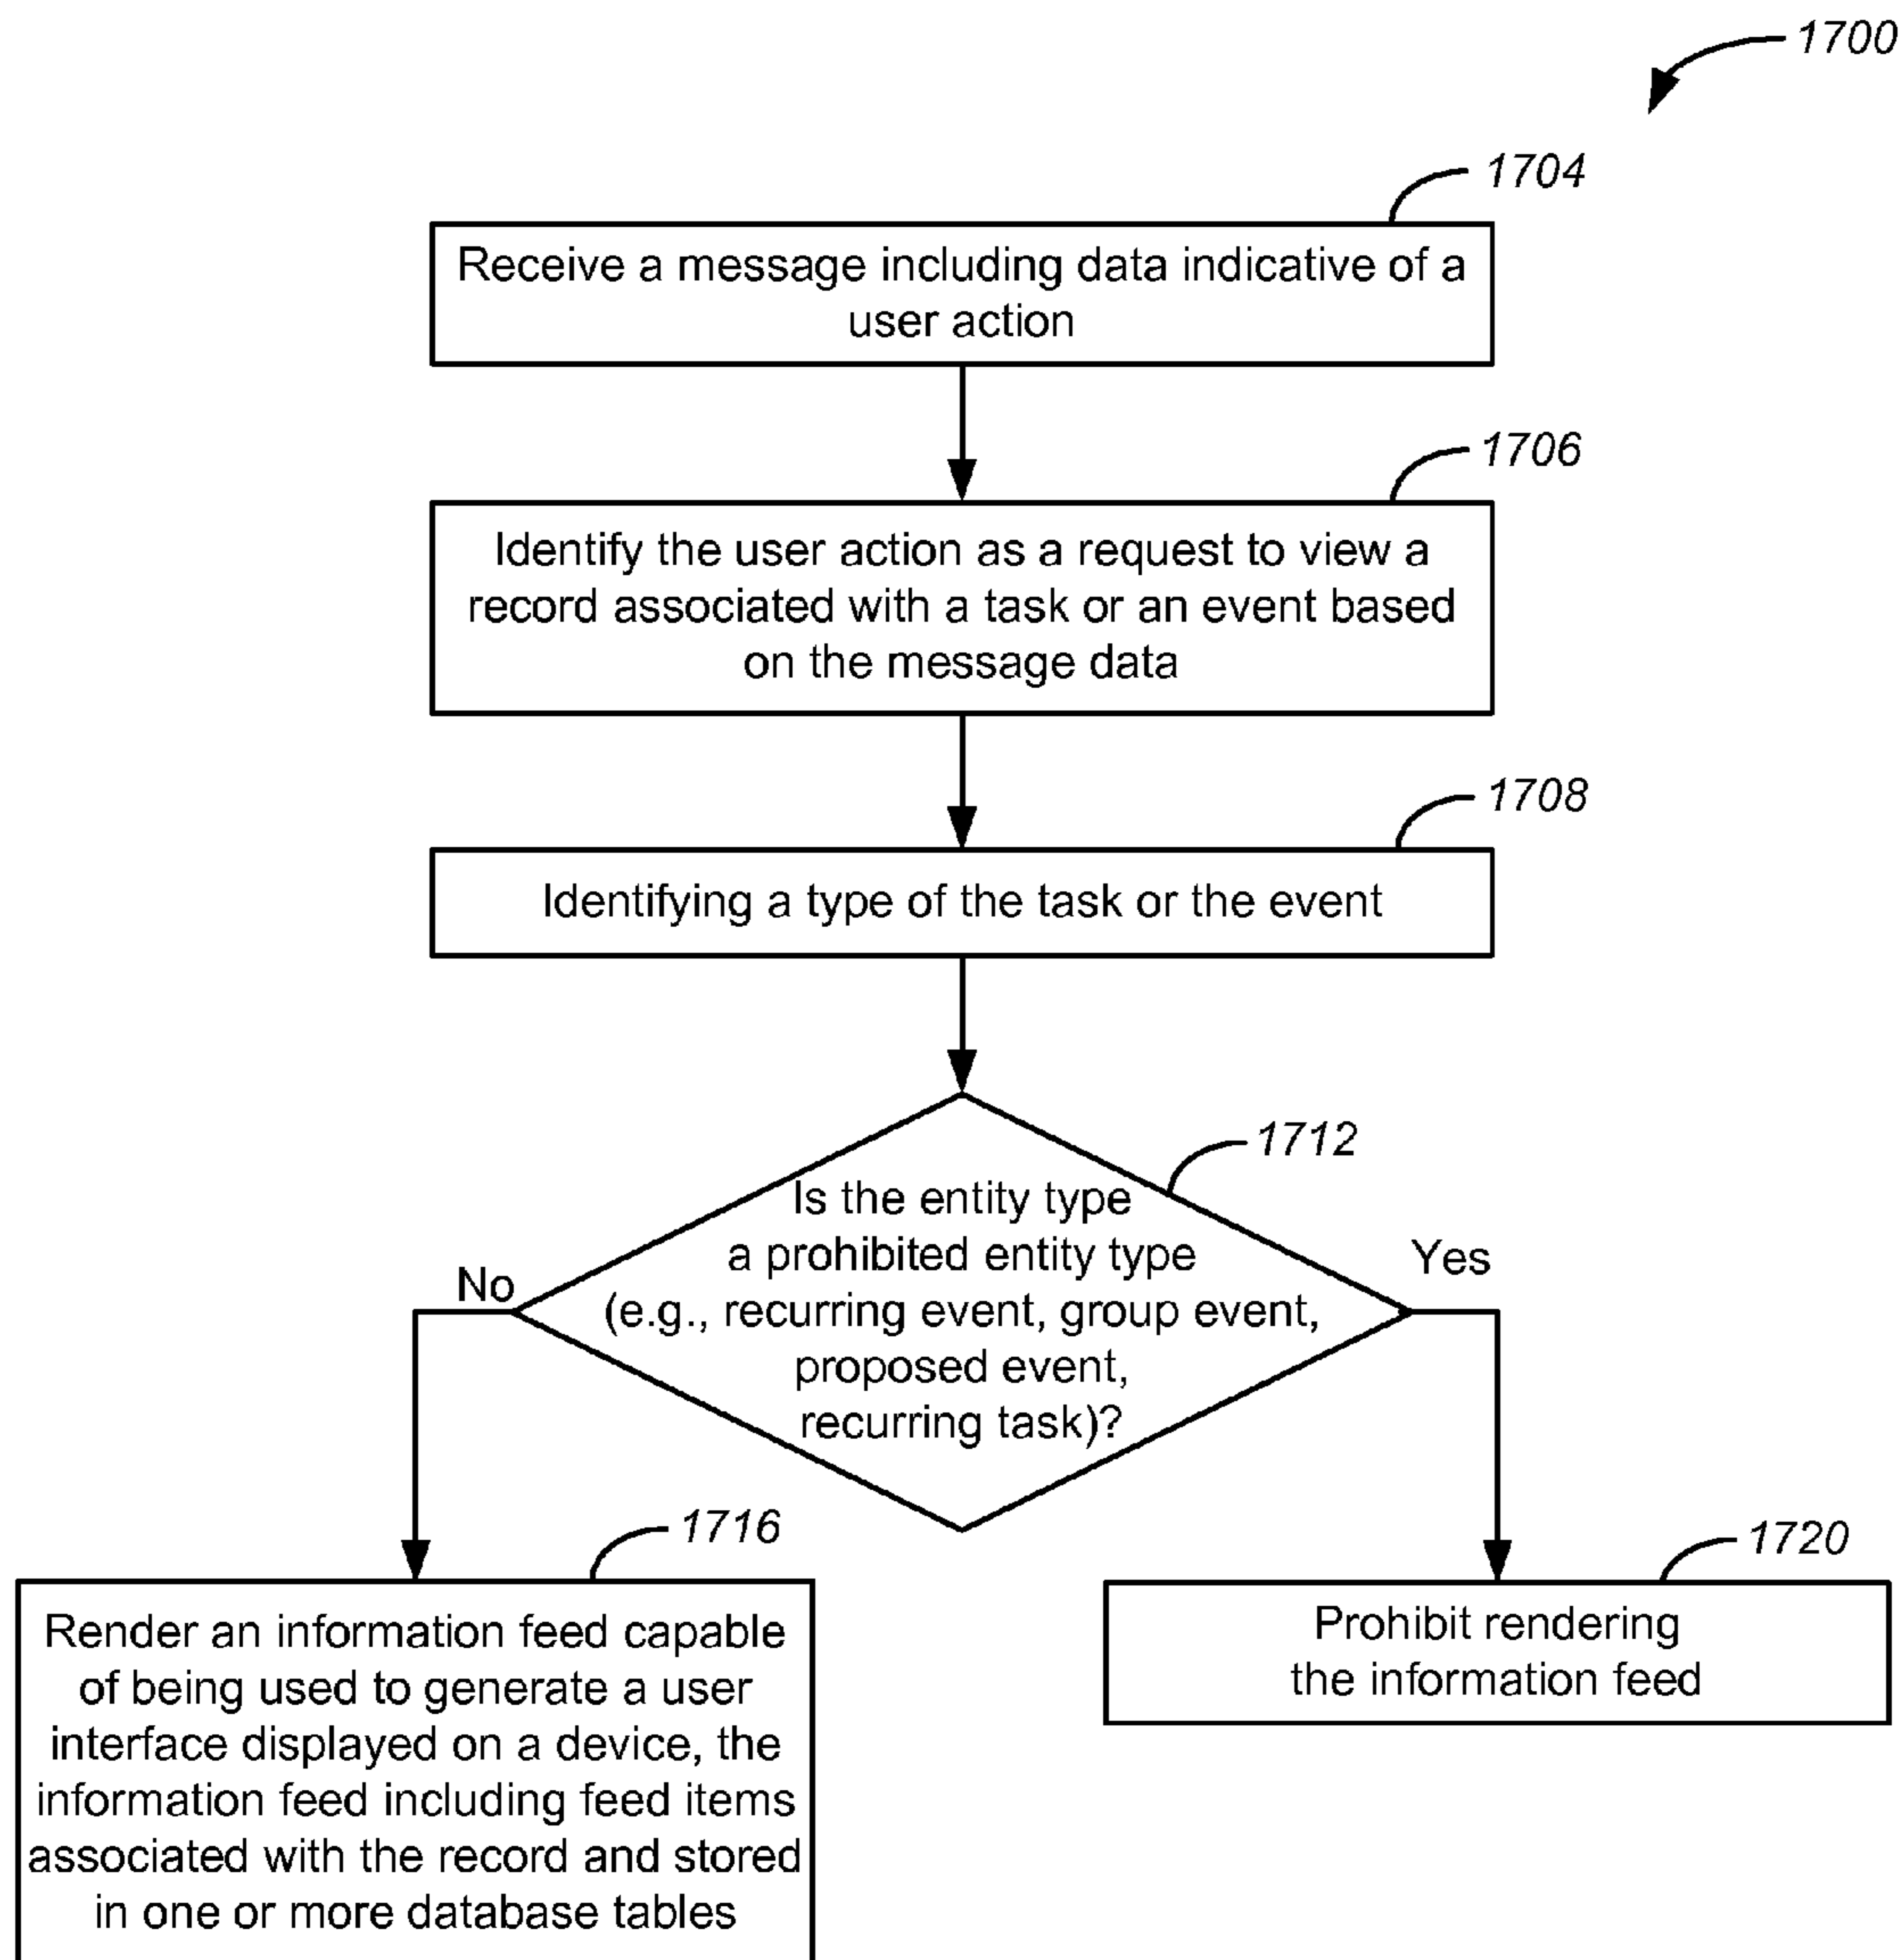 1700
1704
Receive a message including data indicative of a
user action
1706
Identify the user action as a request to view a
record associated with a task or an event based
on the message data
1708
Identifying a type of the task or the event
1712
Is the entity type
a prohibited entity type
(e.g., recurring event, group event,
proposed event,
recurring task)?
No
Yes
1716
Render an information feed capable
of being used to generate a user
interface displayed on a device, the
information feed including feed items
associated with the record and stored
in one or more database tables
1720
Prohibit rendering
the information feed